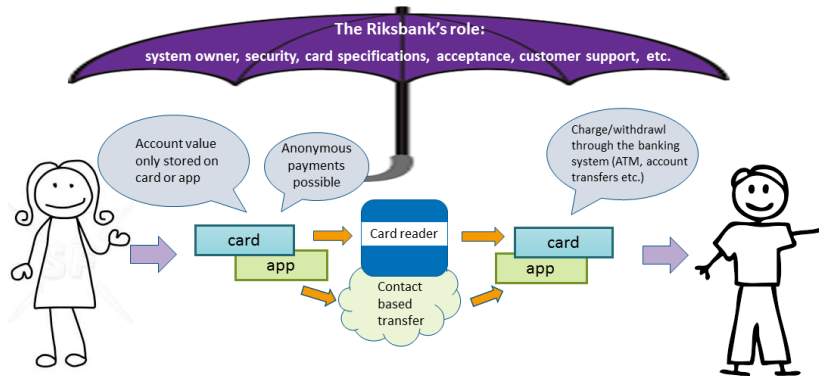 The Riksbank's role:
system owner, security, card specifications, acceptance, customer support, etc.
Account value
only stored on
card or app
Anonymous
payments
possible
Charge/withdrawl
through the banking
system (ATM, account
transfers etc.)
card
app
Card reader
Contact
based
transfer
card
app